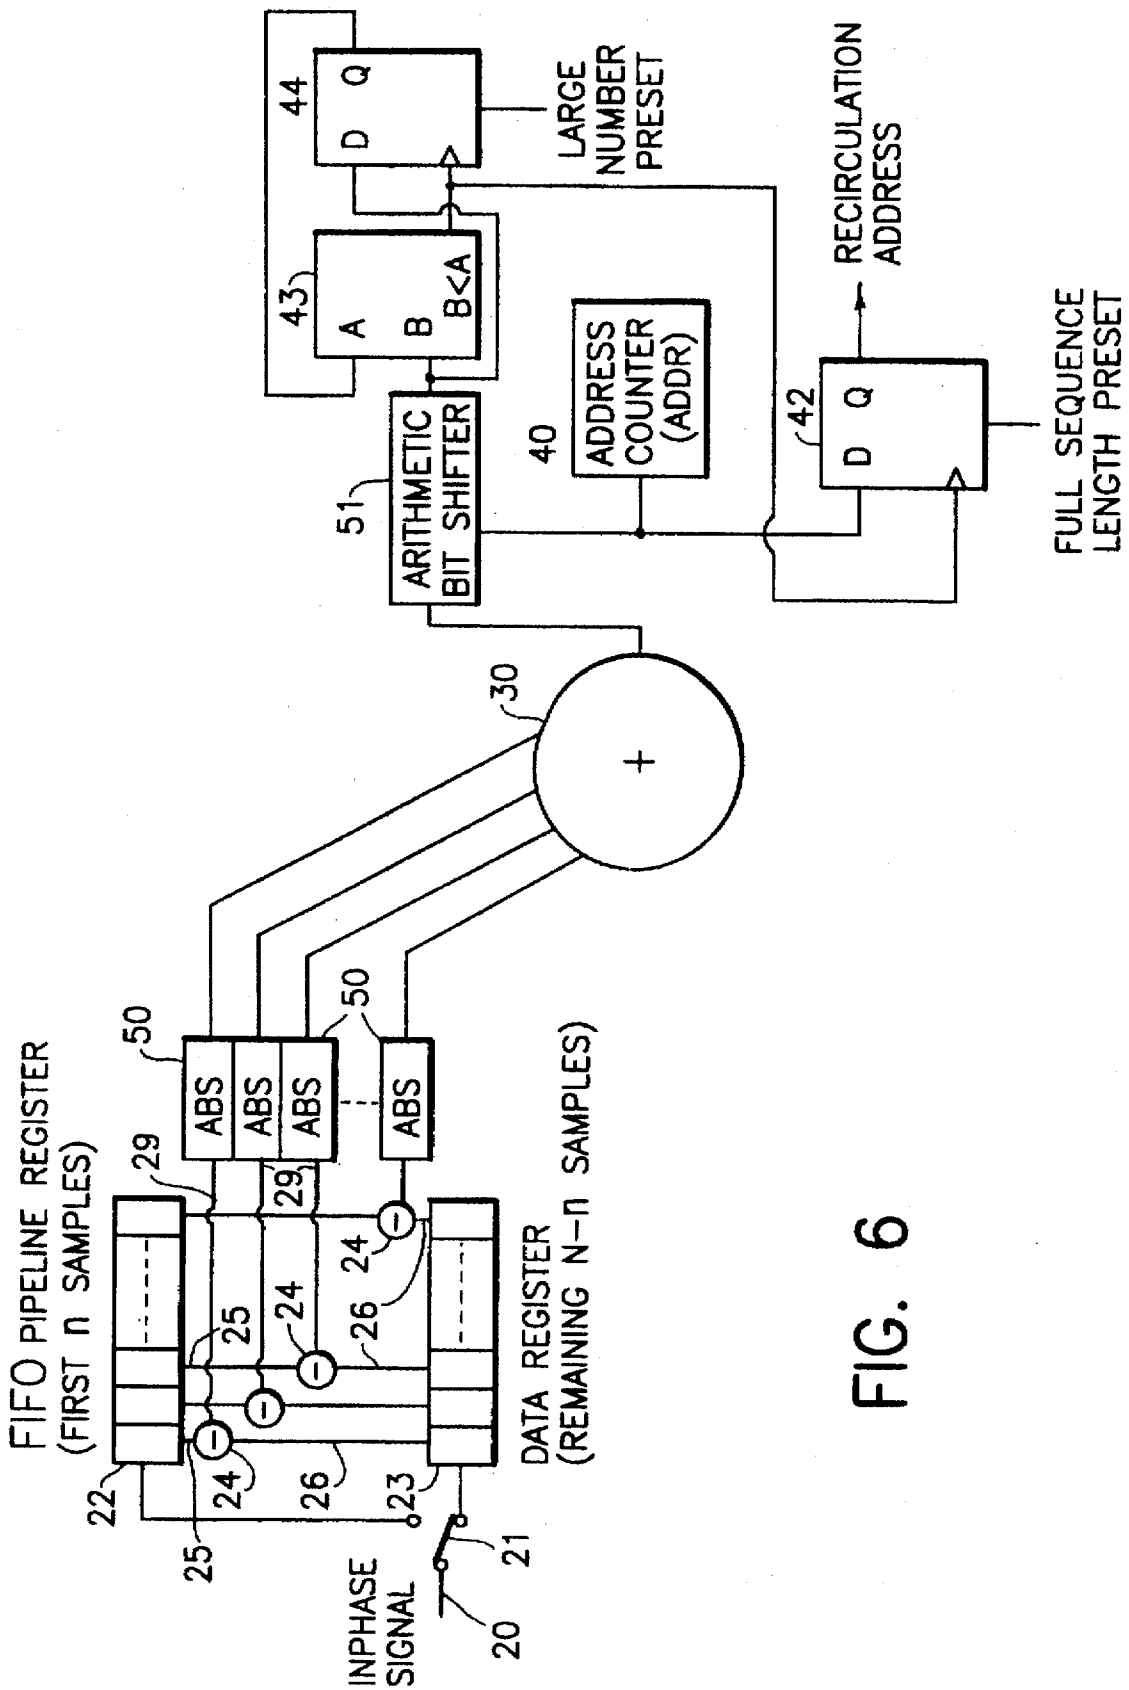 FIFO PIPELINE REGISTER
(FIRST n SAMPLES)
22
25
25
24
24
24
29
29
26
26
26
50
50
ABS
ABS
ABS
ABS
INPHASE
SIGNAL
20
21
23
DATA REGISTER
(REMAINING N-n SAMPLES)
30
+
51
ARITHMETIC
BIT SHIFTER
43
A
B
B<A
44
D
Q
LARGE
NUMBER
PRESET
40
ADDRESS
COUNTER
(ADDR)
42
D
Q
RECIRCULATION
ADDRESS
FULL SEQUENCE
LENGTH PRESET
FIG. 6